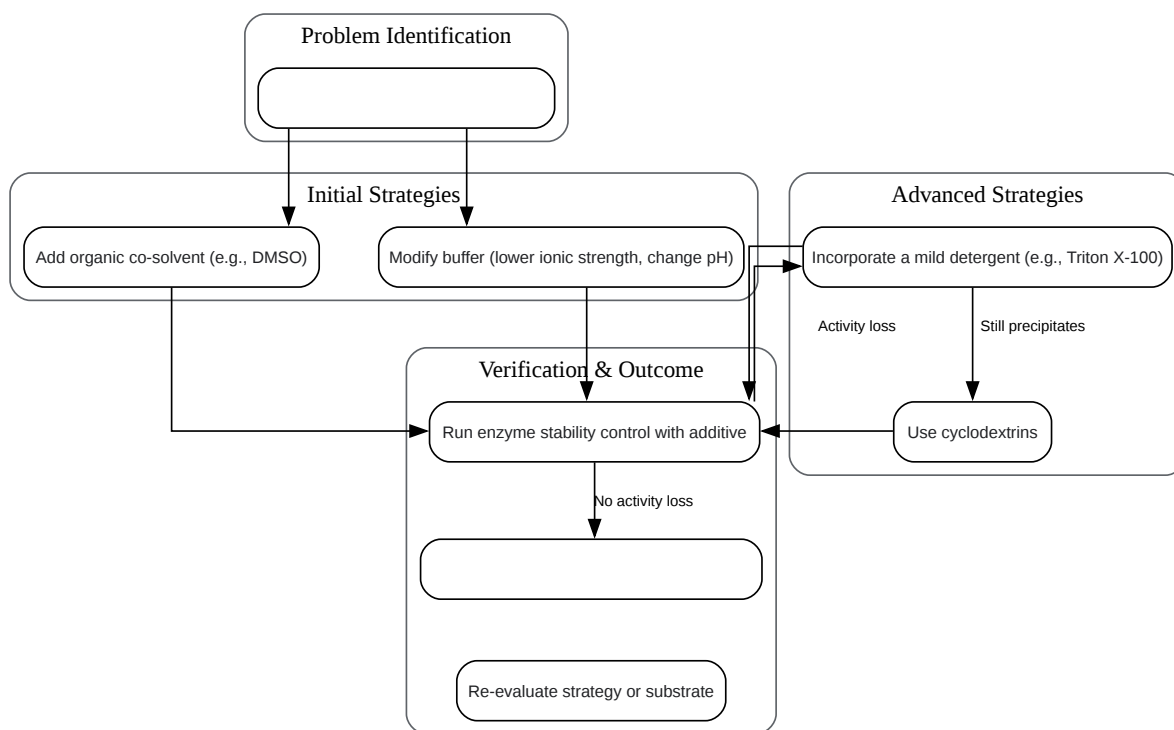 Problem Identification
Initial Strategies
Advanced Strategies
Add organic co-solvent (e.g., DMSO)
Modify buffer (lower ionic strength, change pH)
Incorporate a mild detergent (e.g., Triton X-100)
Activity loss
Still precipitates
Verification & Outcome
Run enzyme stability control with additive
Use cyclodextrins
No activity loss
Re-evaluate strategy or substrate